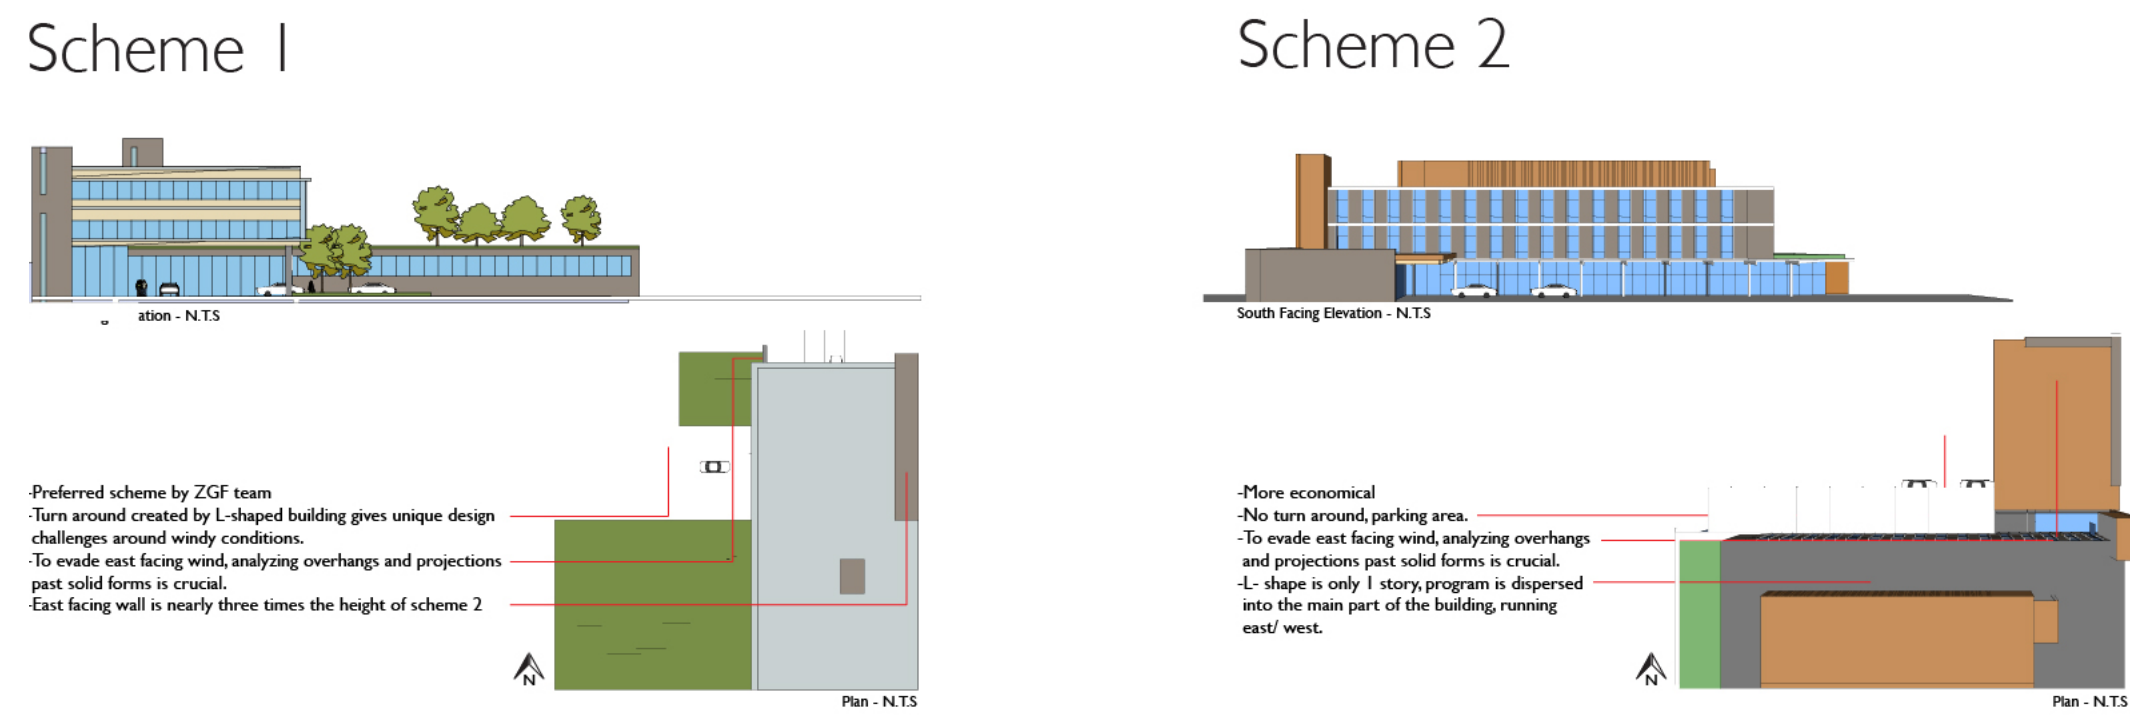 Scheme 1
ation - N.T.S
-Preferred scheme by ZGF team
-Turn around created by L-shaped building gives unique design
challenges around windy conditions.
-To evade east facing wind, analyzing overhangs and projections
past solid forms is crucial.
-East facing wall is nearly three times the height of scheme 2
N
Plan - N.T.S
Scheme 2
South Facing Elevation - N.T.S
-More economical
-No turn around, parking area.
-To evade east facing wind, analyzing overhangs
and projections past solid forms is crucial.
-L- shape is only 1 story, program is dispersed
into the main part of the building, running
east/ west.
N
Plan - N.T.S